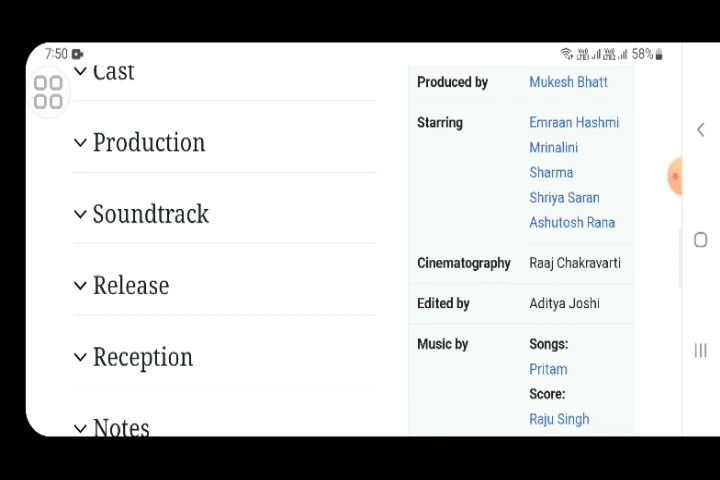 7:50
58%
Cast
Production
Soundtrack
Release
Reception
Notes
Produced by Mukesh Bhatt
Starring Emraan Hashmi
Mrinalini
Sharma
Shriya Saran
Ashutosh Rana
Cinematography Raaj Chakravarti
Edited by Aditya Joshi
Music by Songs:
Pritam
Score:
Raju Singh